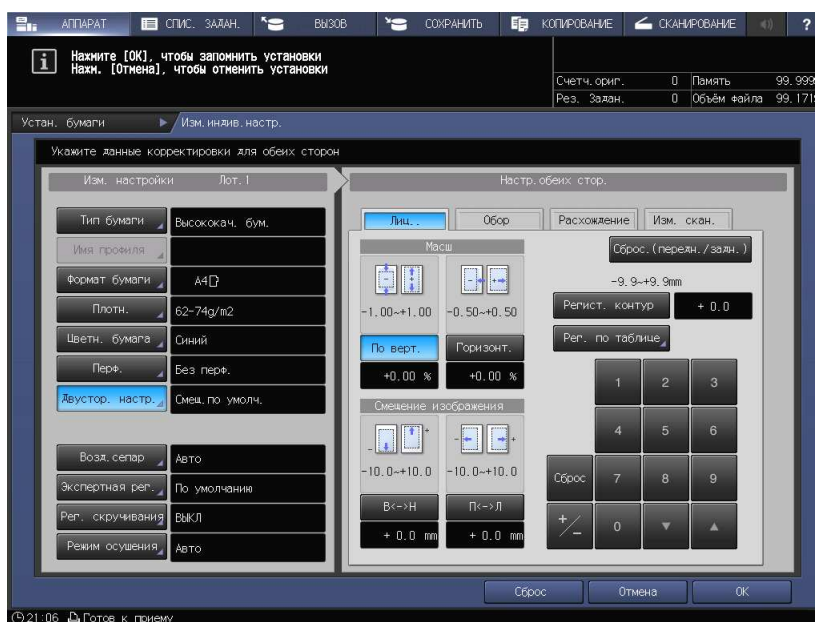 АППАРАТ СПИС. ЗАДАН. ВЫЗОВ СОХРАНИТЬ КОПИРОВАНИЕ СКАНИРОВАНИЕ ?
Нажмите [OK], чтобы запомнить установки
Нажм. [Отмена], чтобы отменить установки
Счетч.ориг. 0 Память 99.999
Рез. Задан. 0 Объём файла 99.171
Устан. бумаги Изм.индив.настр.
Укажите данные корректировки для обеих сторон
Изм. настройки Лот.1
Тип бумаги Высококач. бум.
Имя профиля
Формат бумаги A4
Плотн. 62-74g/m2
Цветн. бумага Синий
Перф. Без перф.
Двустор. настр. Смещ.по умолч.
Возд.сепар Авто
Экспертная рег. По умолчанию
Рег. скручивания ВЫКЛ
Режим осушения Авто
Настр.обеих стор.
Лиц.. Обор Расхождение Изм. скан.
Масш
-1.00~+1.00 -0.50~+0.50
По верт. Горизонт.
+0.00 % +0.00 %
Смещение изображения
-10.0~+10.0 -10.0~+10.0
В<->Н П<->Л
+ 0.0 mm + 0.0 mm
Сброс.(передн./задн.)
-9.9~+9.9mm
Регист. контур + 0.0
Рег. по таблице
1 2 3
4 5 6
Сброс 7 8 9
+/- 0 ▼ ▲
Сброс Отмена OK
21:06 Готов к приему